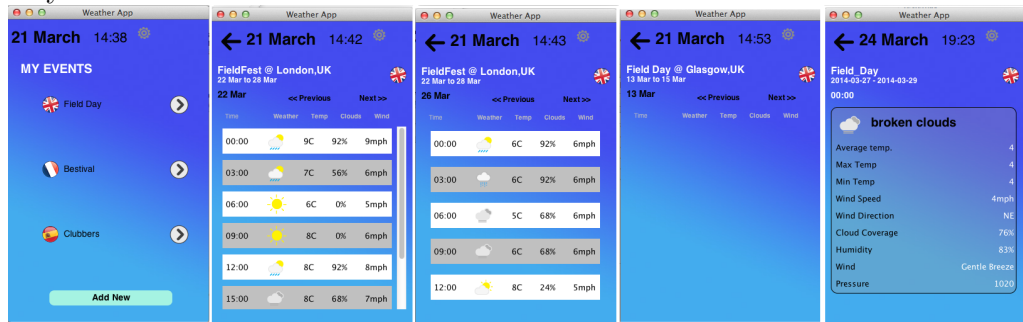 Weather App
21 March 14:38
MY EVENTS
Field Day
Bestival
Clubbers
Add New
Weather App
21 March 14:42
FieldFest @ London,UK
22 Mar to 28 Mar
22 Mar << Previous Next >>
Time Weather Temp Clouds Wind
00:00 9C 92% 9mph
03:00 7C 56% 6mph
06:00 6C 0% 5mph
09:00 8C 0% 6mph
12:00 8C 92% 8mph
15:00 8C 68% 7mph
Weather App
21 March 14:43
FieldFest @ London,UK
22 Mar to 28 Mar
26 Mar << Previous Next >>
Time Weather Temp Clouds Wind
00:00 6C 92% 6mph
03:00 6C 92% 6mph
06:00 5C 68% 6mph
09:00 6C 68% 6mph
12:00 8C 24% 5mph
Weather App
21 March 14:53
Field Day @ Glasgow,UK
13 Mar to 15 Mar
13 Mar << Previous Next >>
Time Weather Temp Clouds Wind
Weather App
24 March 19:23
Field_Day
2014-03-27 - 2014-03-29
00:00
broken clouds
Average temp. 4
Max Temp 4
Min Temp 4
Wind Speed 4mph
Wind Direction NE
Cloud Coverage 76%
Humidity 83%
Wind Gentle Breeze
Pressure 1020